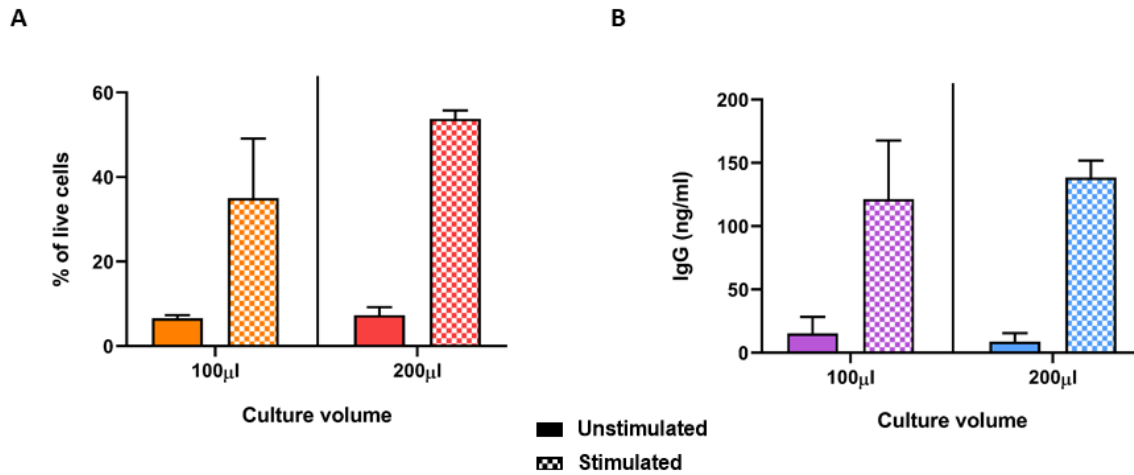 A
B
% of live cells
60
40
20
0
100μl
200μl
Culture volume
IgG (ng/ml)
200
150
100
50
0
100μl
200μl
Culture volume
Unstimulated
Stimulated